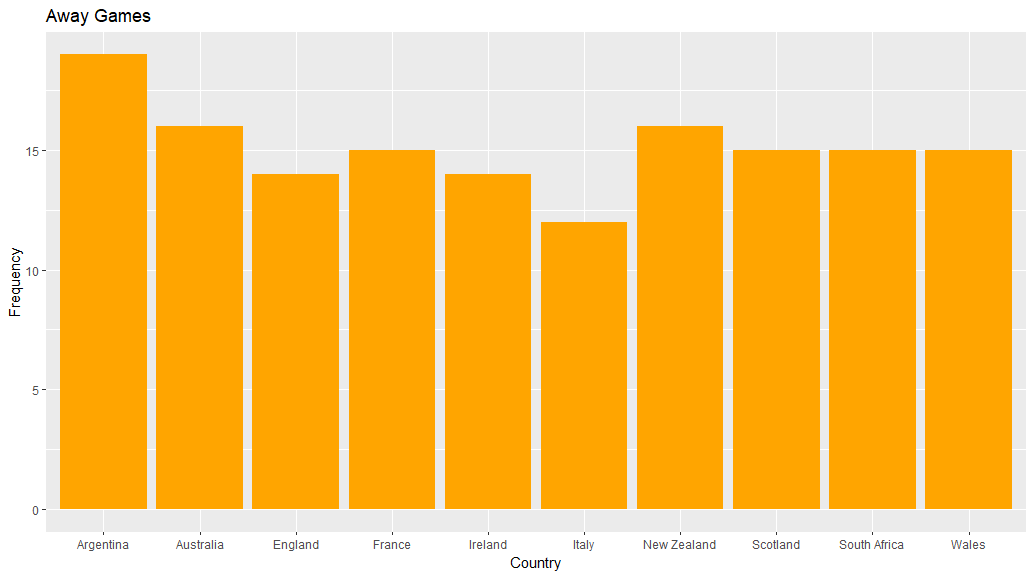 Away Games
Frequency
15
10
5
0
Argentina Australia England France Ireland Italy New Zealand Scotland South Africa Wales
Country